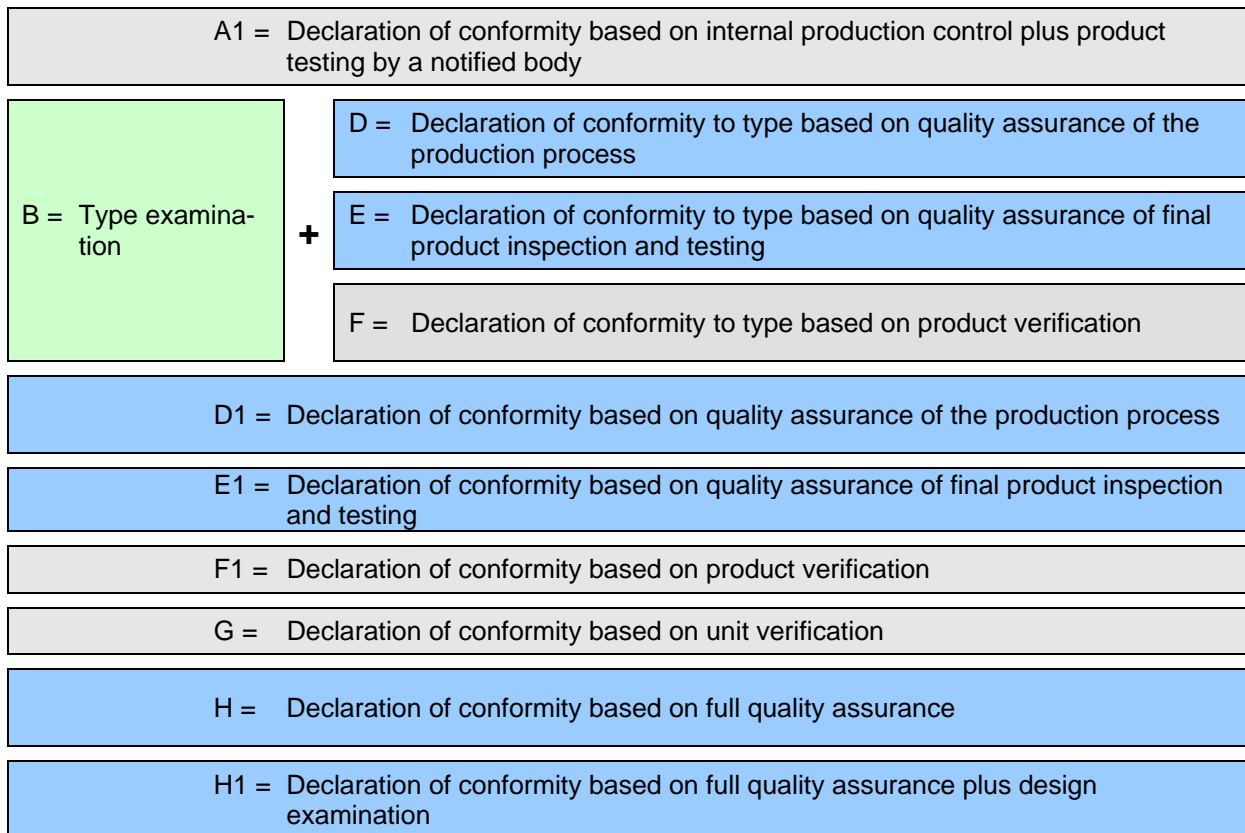 A1 = Declaration of conformity based on internal production control plus product
testing by a notified body
B = Type examina-
tion
+
D = Declaration of conformity to type based on quality assurance of the
production process
E = Declaration of conformity to type based on quality assurance of final
product inspection and testing
F = Declaration of conformity to type based on product verification
D1 = Declaration of conformity based on quality assurance of the production process
E1 = Declaration of conformity based on quality assurance of final product inspection
and testing
F1 = Declaration of conformity based on product verification
G = Declaration of conformity based on unit verification
H = Declaration of conformity based on full quality assurance
H1 = Declaration of conformity based on full quality assurance plus design
examination